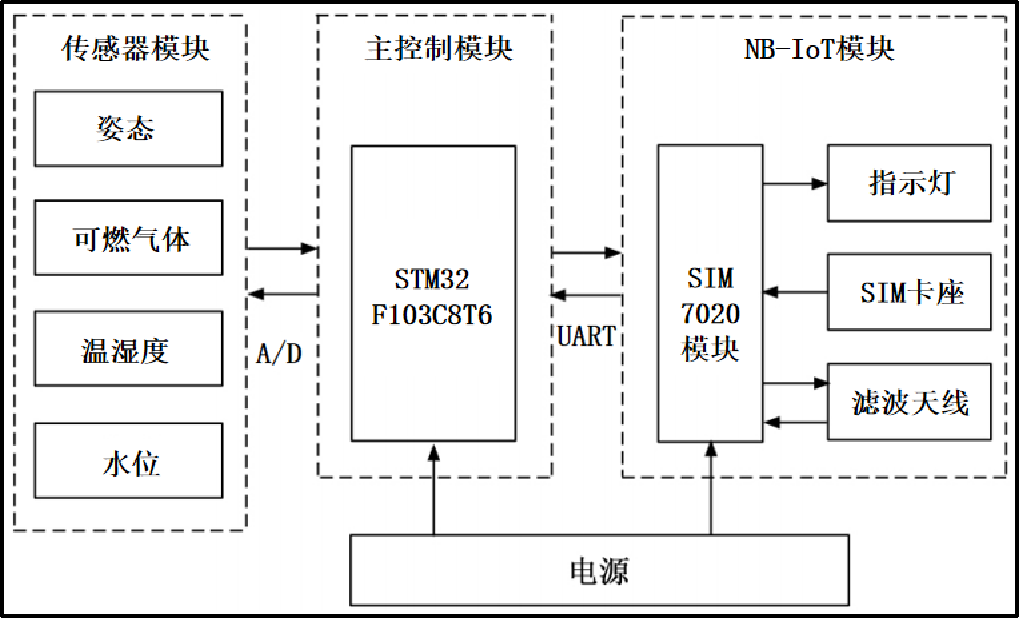 传感器模块
姿态
可燃气体
温湿度
水位
A/D
主控制模块
STM32
F103C8T6
UART
NB-IoT模块
SIM
7020
模块
指示灯
SIM卡座
滤波天线
电源